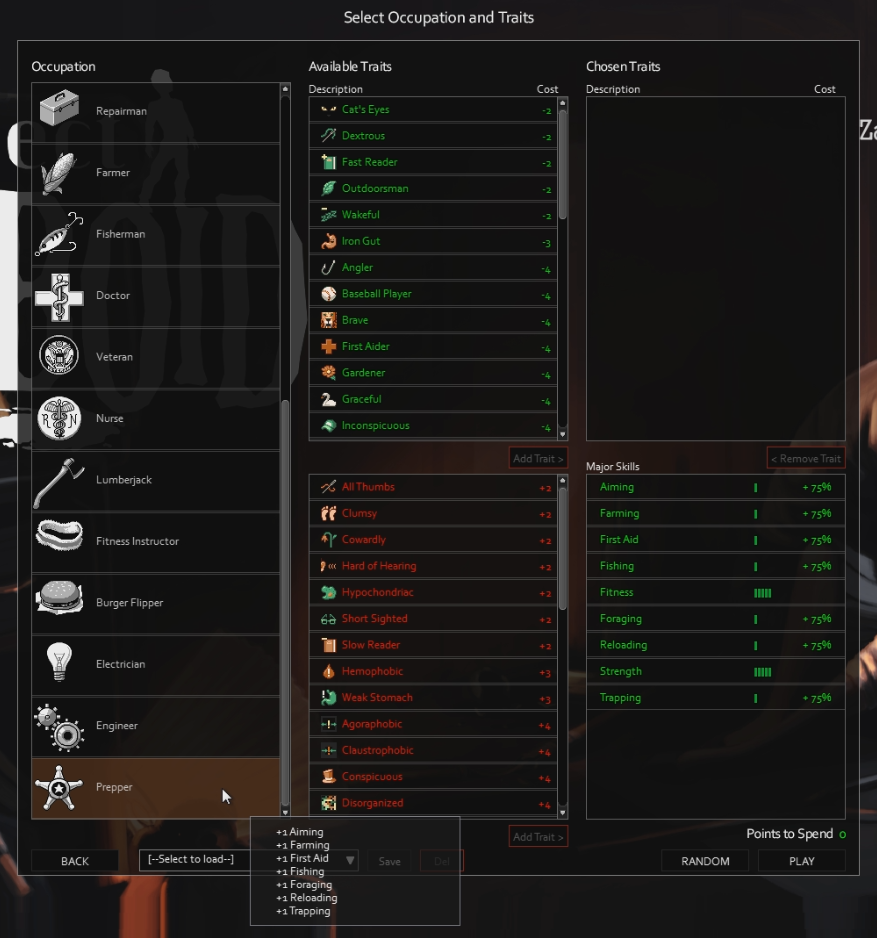 Select Occupation and Traits
Occupation
Repairman
Farmer
Fisherman
Doctor
Veteran
Nurse
Lumberjack
Fitness Instructor
Burger Flipper
Electrician
Engineer
Prepper
Available Traits
Description Cost
Cat's Eyes -2
Dextrous -2
Fast Reader -2
Outdoorsman -2
Wakeful -2
Iron Gut -3
Angler -4
Baseball Player -4
Brave -4
First Aider -4
Gardener -4
Graceful -4
Inconspicuous -4
Add Trait >
All Thumbs +2
Clumsy +2
Cowardly +2
Hard of Hearing +2
Hypochondriac +2
Short Sighted +2
Slow Reader +2
Hemophobic +3
Weak Stomach +3
Agoraphobic +4
Claustrophobic +4
Conspicuous +4
Disorganized +4
Add Trait >
Chosen Traits
Description Cost
< Remove Trait
Major Skills
Aiming + 75%
Farming + 75%
First Aid + 75%
Fishing + 75%
Fitness
Foraging + 75%
Reloading + 75%
Strength
Trapping + 75%
Points to Spend 0
BACK
[--Select to load--]
Save
Del
RANDOM
PLAY
+1 Aiming
+1 Farming
+1 First Aid
+1 Fishing
+1 Foraging
+1 Reloading
+1 Trapping
Za